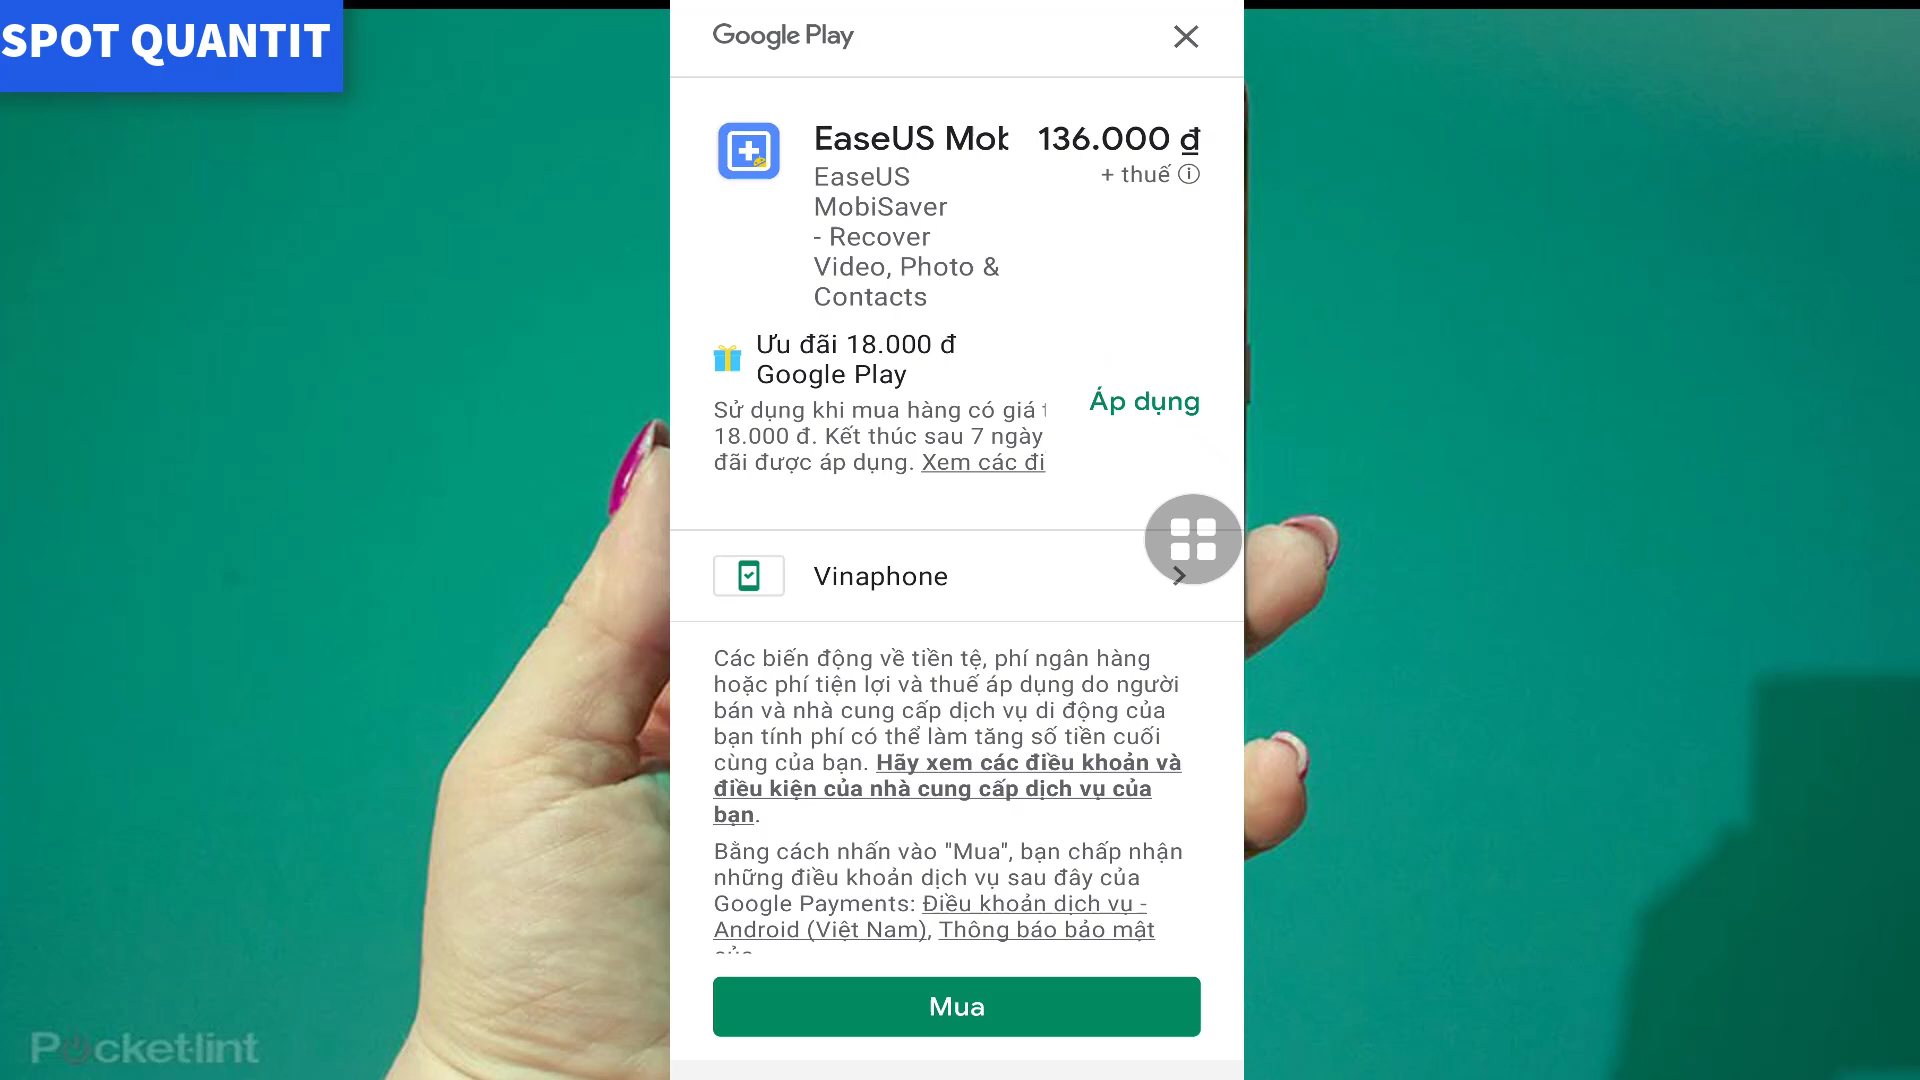 SPOT QUANTIT
Google Play
EaseUS Mob
136.000 ₫
+ thuế
EaseUS
MobiSaver
- Recover
Video, Photo &
Contacts
Ưu đãi 18.000 đ
Google Play
Áp dụng
Sử dụng khi mua hàng có giá t
18.000 đ. Kết thúc sau 7 ngày
đãi được áp dụng. Xem các đi
Vinaphone
Các biến động về tiền tệ, phí ngân hàng
hoặc phí tiện lợi và thuế áp dụng do người
bán và nhà cung cấp dịch vụ di động của
bạn tính phí có thể làm tăng số tiền cuối
cùng của bạn. Hãy xem các điều khoản và
điều kiện của nhà cung cấp dịch vụ của
bạn.
Bằng cách nhấn vào "Mua", bạn chấp nhận
những điều khoản dịch vụ sau đây của
Google Payments: Điều khoản dịch vụ -
Android (Việt Nam), Thông báo bảo mật
Mua
Pocket-lint